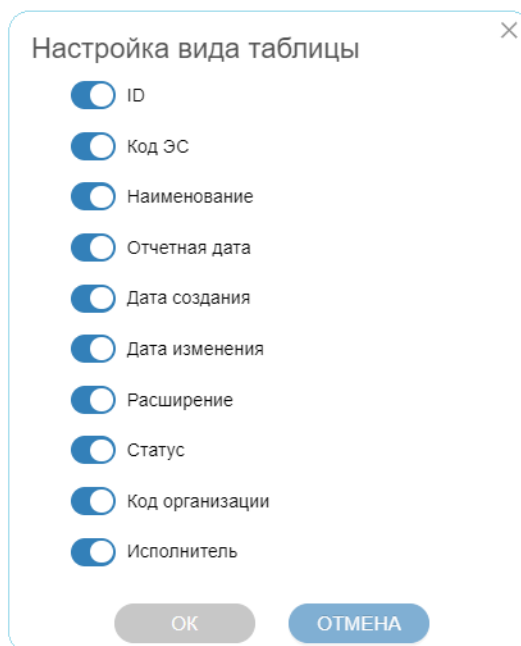 Настройка вида таблицы
ID
Код ЭС
Наименование
Отчетная дата
Дата создания
Дата изменения
Расширение
Статус
Код организации
Исполнитель
ОК
ОТМЕНА